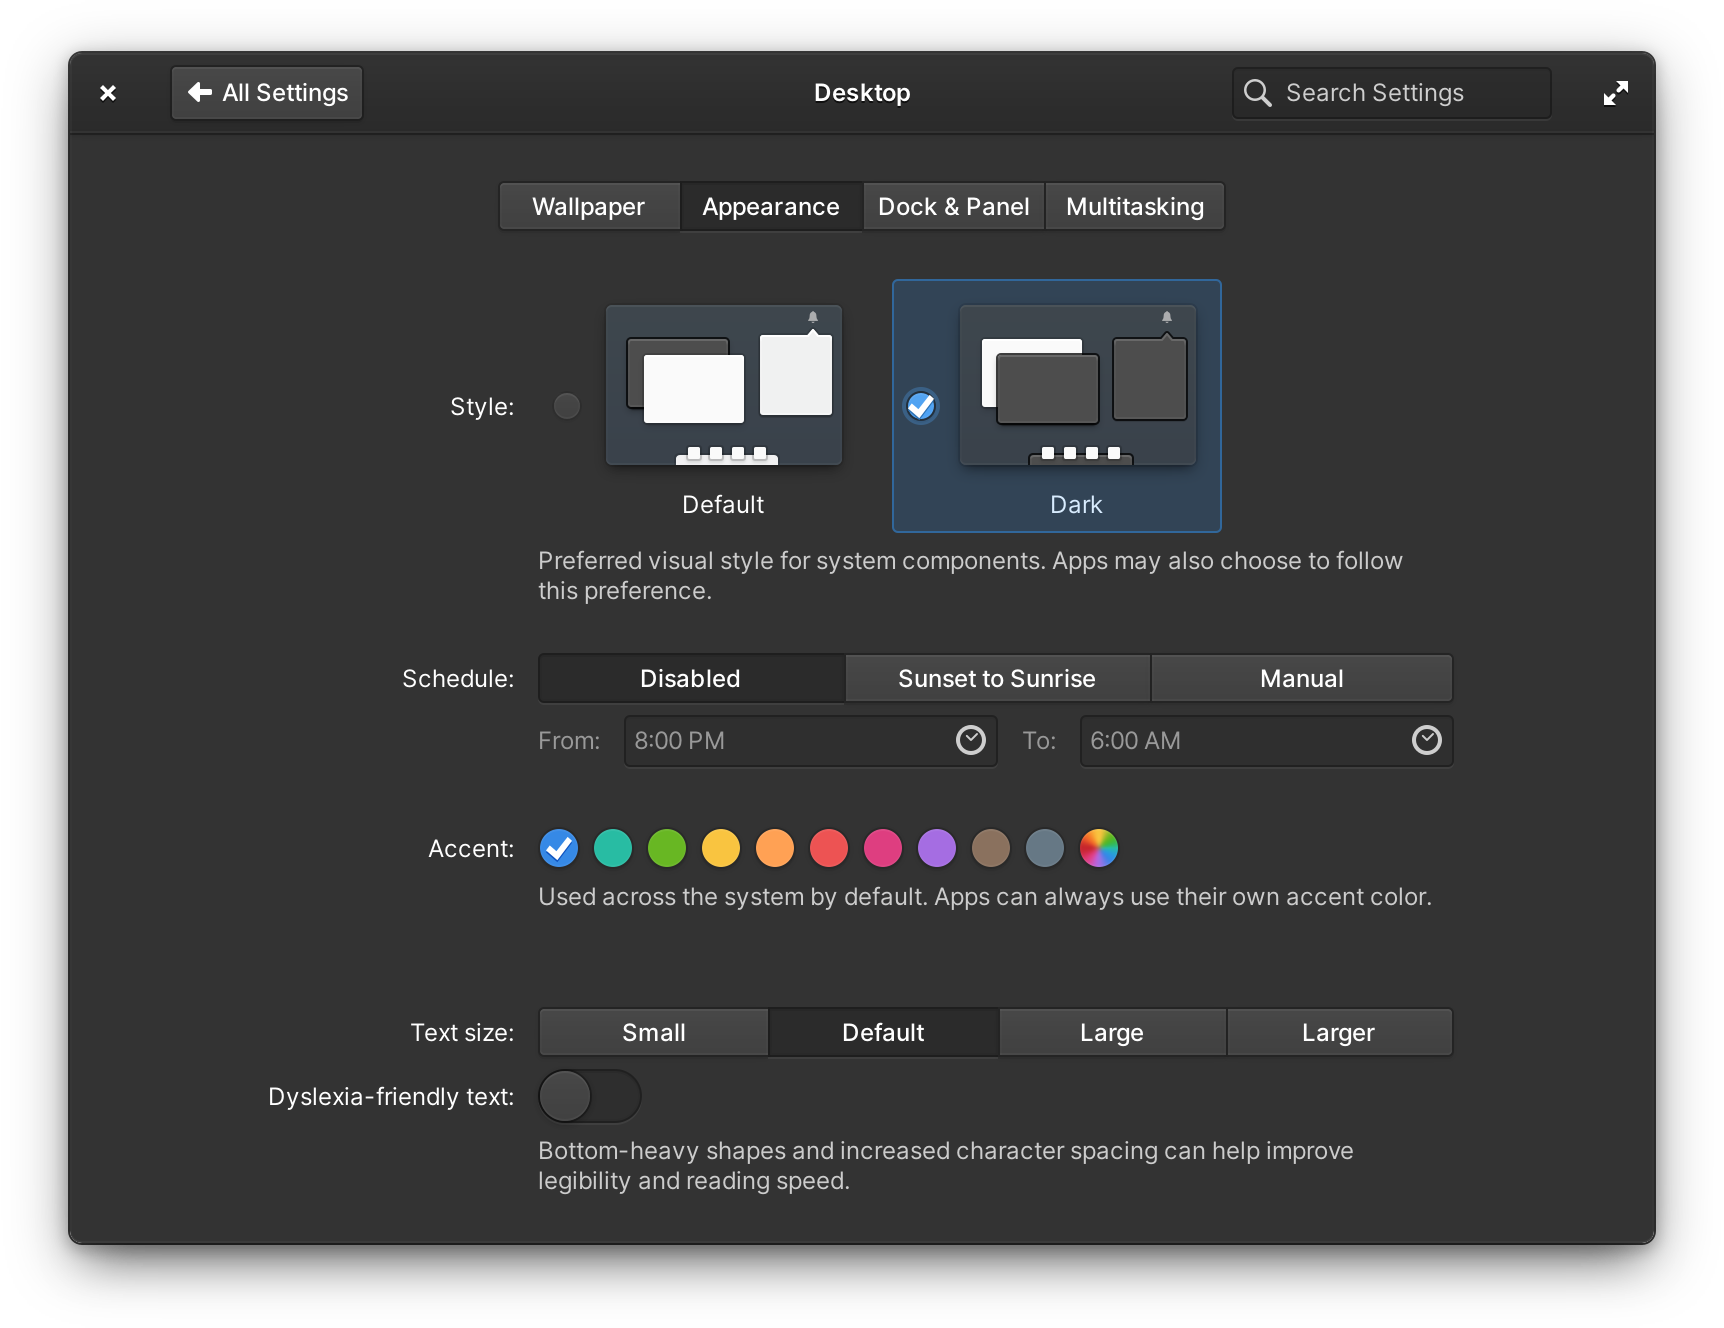 All Settings
Desktop
Search Settings
Wallpaper
Appearance
Dock & Panel
Multitasking
Style:
Default
Dark
Preferred visual style for system components. Apps may also choose to follow
this preference.
Schedule:
Disabled
Sunset to Sunrise
Manual
From:
8:00 PM
To:
6:00 AM
Accent:
Used across the system by default. Apps can always use their own accent color.
Text size:
Small
Default
Large
Larger
Dyslexia-friendly text:
Bottom-heavy shapes and increased character spacing can help improve
legibility and reading speed.